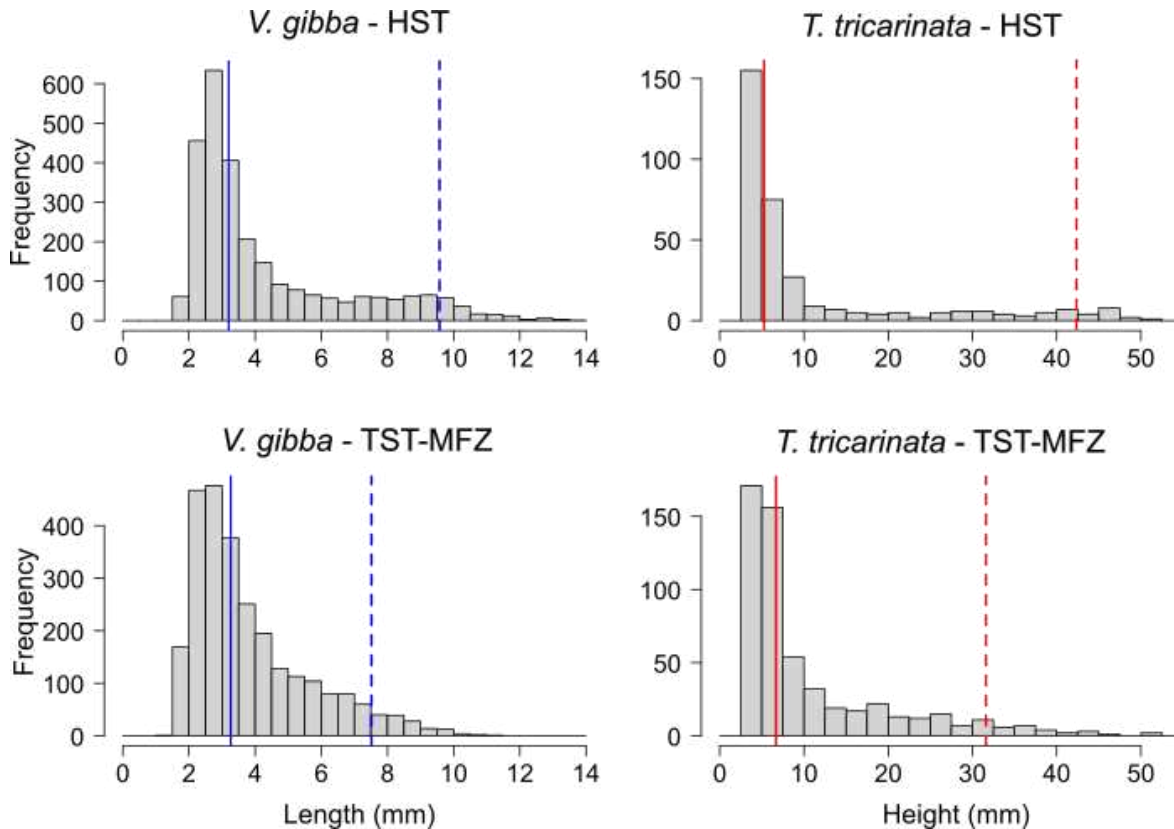 V. gibba - HST
T. tricarinata - HST
Frequency
600
500
400
300
200
100
0
0 2 4 6 8 10 12 14
150
100
50
0
0 10 20 30 40 50
V. gibba - TST-MFZ
T. tricarinata - TST-MFZ
Frequency
400
300
200
100
0
0 2 4 6 8 10 12 14
Length (mm)
150
100
50
0
0 10 20 30 40 50
Height (mm)